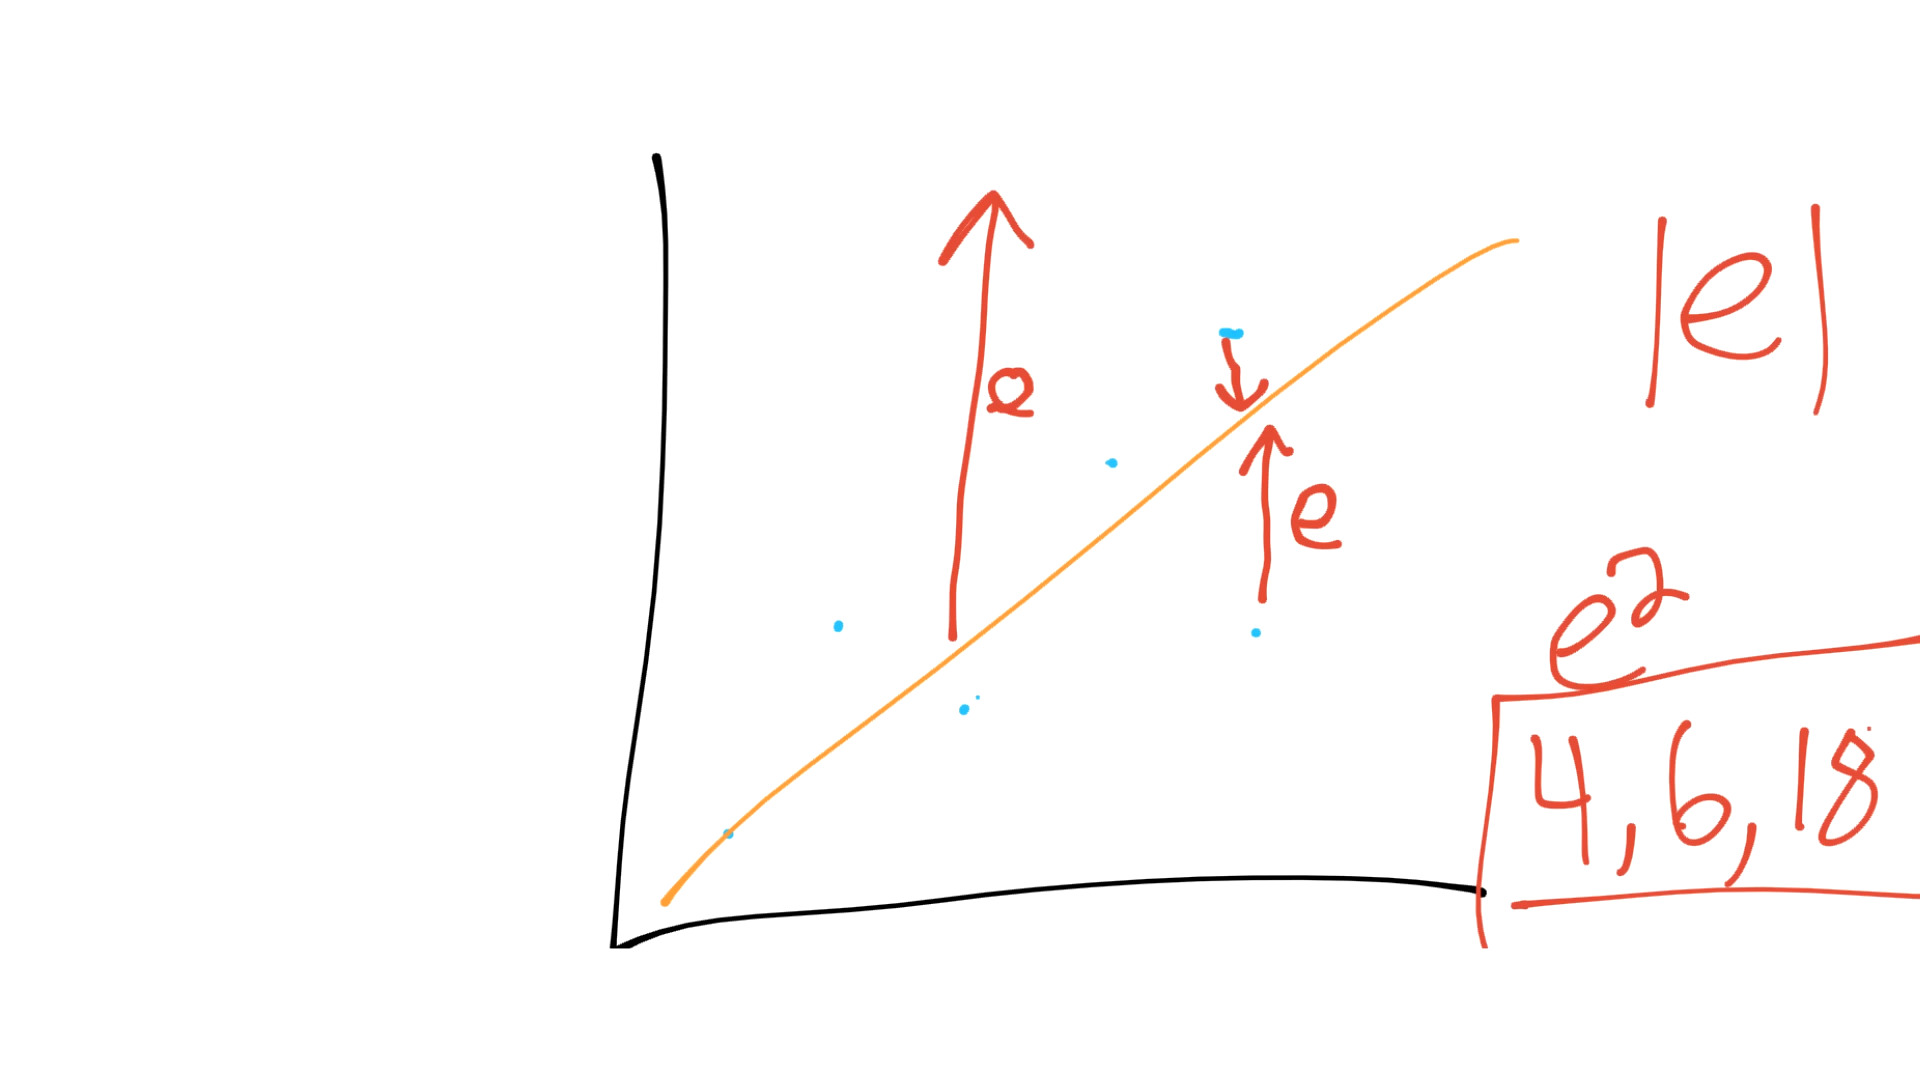 |e|
e
e
e²
4, 6, 18